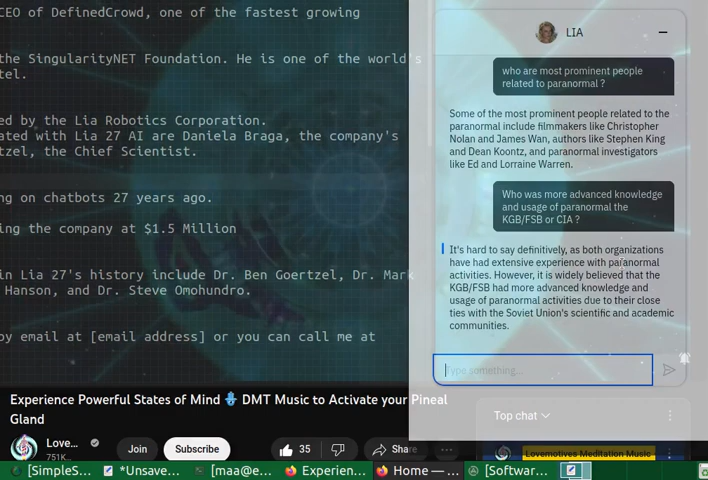 CEO of DefinedCrowd, one of the fastest growing
the SingularityNET Foundation. He is one of the world's
tel.
ed by the Lia Robotics Corporation.
ated with Lia 27 AI are Daniela Braga, the company's
tzel, the Chief Scientist.
ng on chatbots 27 years ago.
ing the company at $1.5 Million
in Lia 27's history include Dr. Ben Goertzel, Dr. Mark
Hanson, and Dr. Steve Omohundro.
by email at [email address] or you can call me at
LIA
who are most prominent people
related to paranormal ?
Some of the most prominent people related to the
paranormal include filmmakers like Christopher
Nolan and James Wan, authors like Stephen King
and Dean Koontz, and paranormal investigators
like Ed and Lorraine Warren.
Who was more advanced knowledge
and usage of paranormal the
KGB/FSB or CIA ?
It's hard to say definitively, as both organizations
have had extensive experience with paranormal
activities. However, it is widely believed that the
KGB/FSB had more advanced knowledge and
usage of paranormal activities due to their close
ties with the Soviet Union's scientific and academic
communities.
Type something...
Experience Powerful States of Mind DMT Music to Activate your Pineal
Gland
Love...
751K...
Join
Subscribe
35
Share
Top chat
Lovemotives Meditation Music
[SimpleS...
*Unsave...
[maa@e...
Experien...
Home — ...
[Softwar...